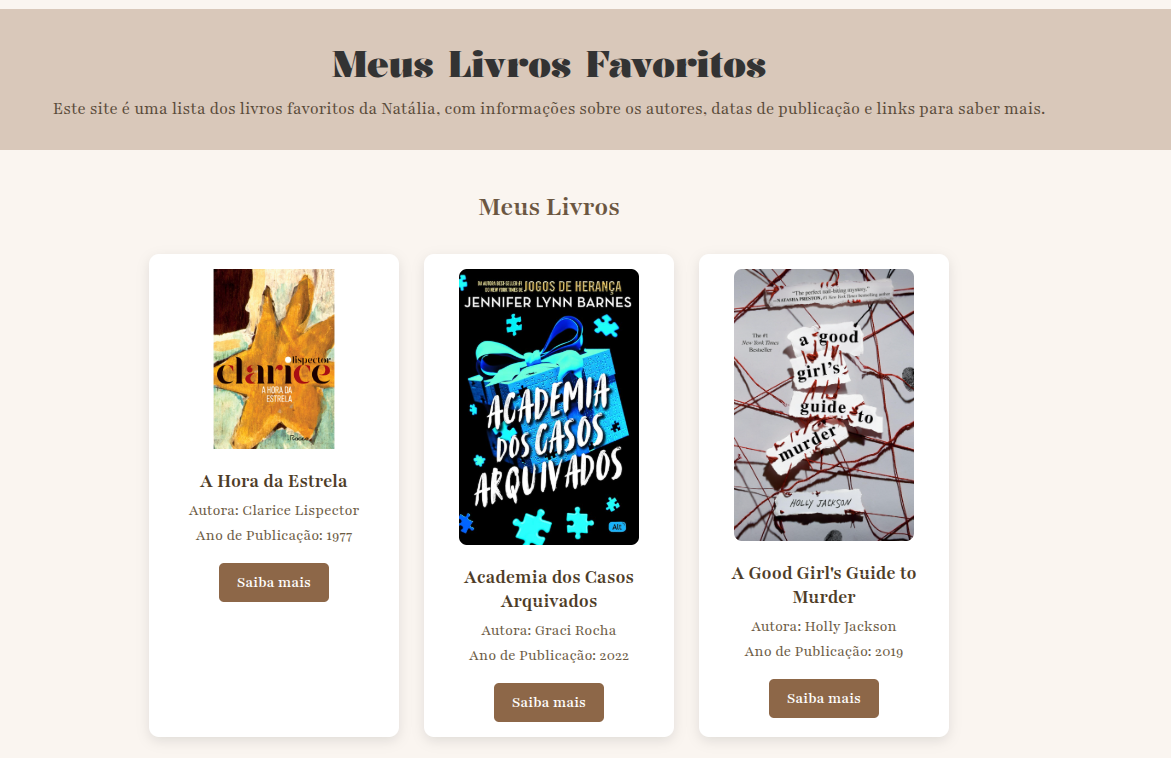 Meus Livros Favoritos
Este site é uma lista dos livros favoritos da Natália, com informações sobre os autores, datas de publicação e links para saber mais.
Meus Livros
lispector
clarice
A HORA DA
ESTRELA
Rocco
A Hora da Estrela
Autora: Clarice Lispector
Ano de Publicação: 1977
Saiba mais
DA AUTORA BEST-SELLER #1
DO NEW YORK TIMES DE JOGOS DE HERANÇA
JENNIFER LYNN BARNES
ACADEMIA
DOS CASOS
ARQUIVADOS
Alt
Academia dos Casos
Arquivados
Autora: Graci Rocha
Ano de Publicação: 2022
Saiba mais
"The perfect nail-biting mystery."
—NATASHA PRESTON, #1 New York Times bestselling author
The #1
New York Times
Bestseller
a good
girl's
guide to
murder
HOLLY JACKSON
A Good Girl's Guide to
Murder
Autora: Holly Jackson
Ano de Publicação: 2019
Saiba mais